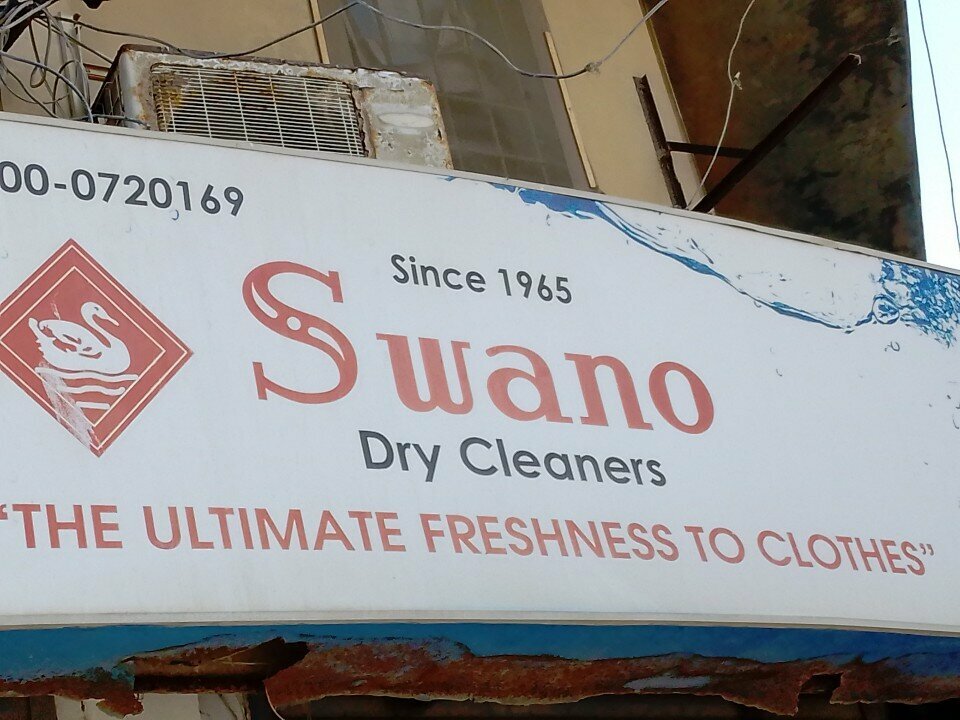 00-0720169
Since 1965
Swano
Dry Cleaners
“THE ULTIMATE FRESHNESS TO CLOTHES”